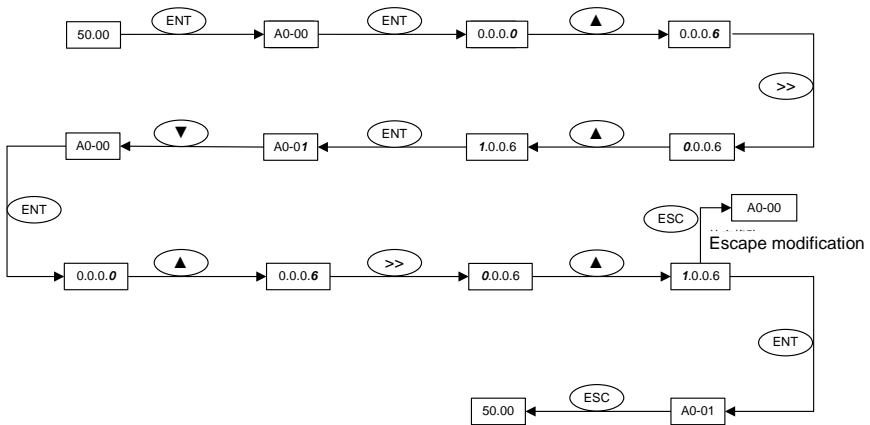 50.00 ENT A0-00 ENT 0.0.0.0 ▲ 0.0.0.6
>>
A0-00 ▼ A0-01 ENT 1.0.0.6 ▲ 0.0.0.6
ENT
ESC A0-00
Escape modification
0.0.0.0 ▲ 0.0.0.6 >> 0.0.0.6 ▲ 1.0.0.6
ENT
50.00 ESC A0-01